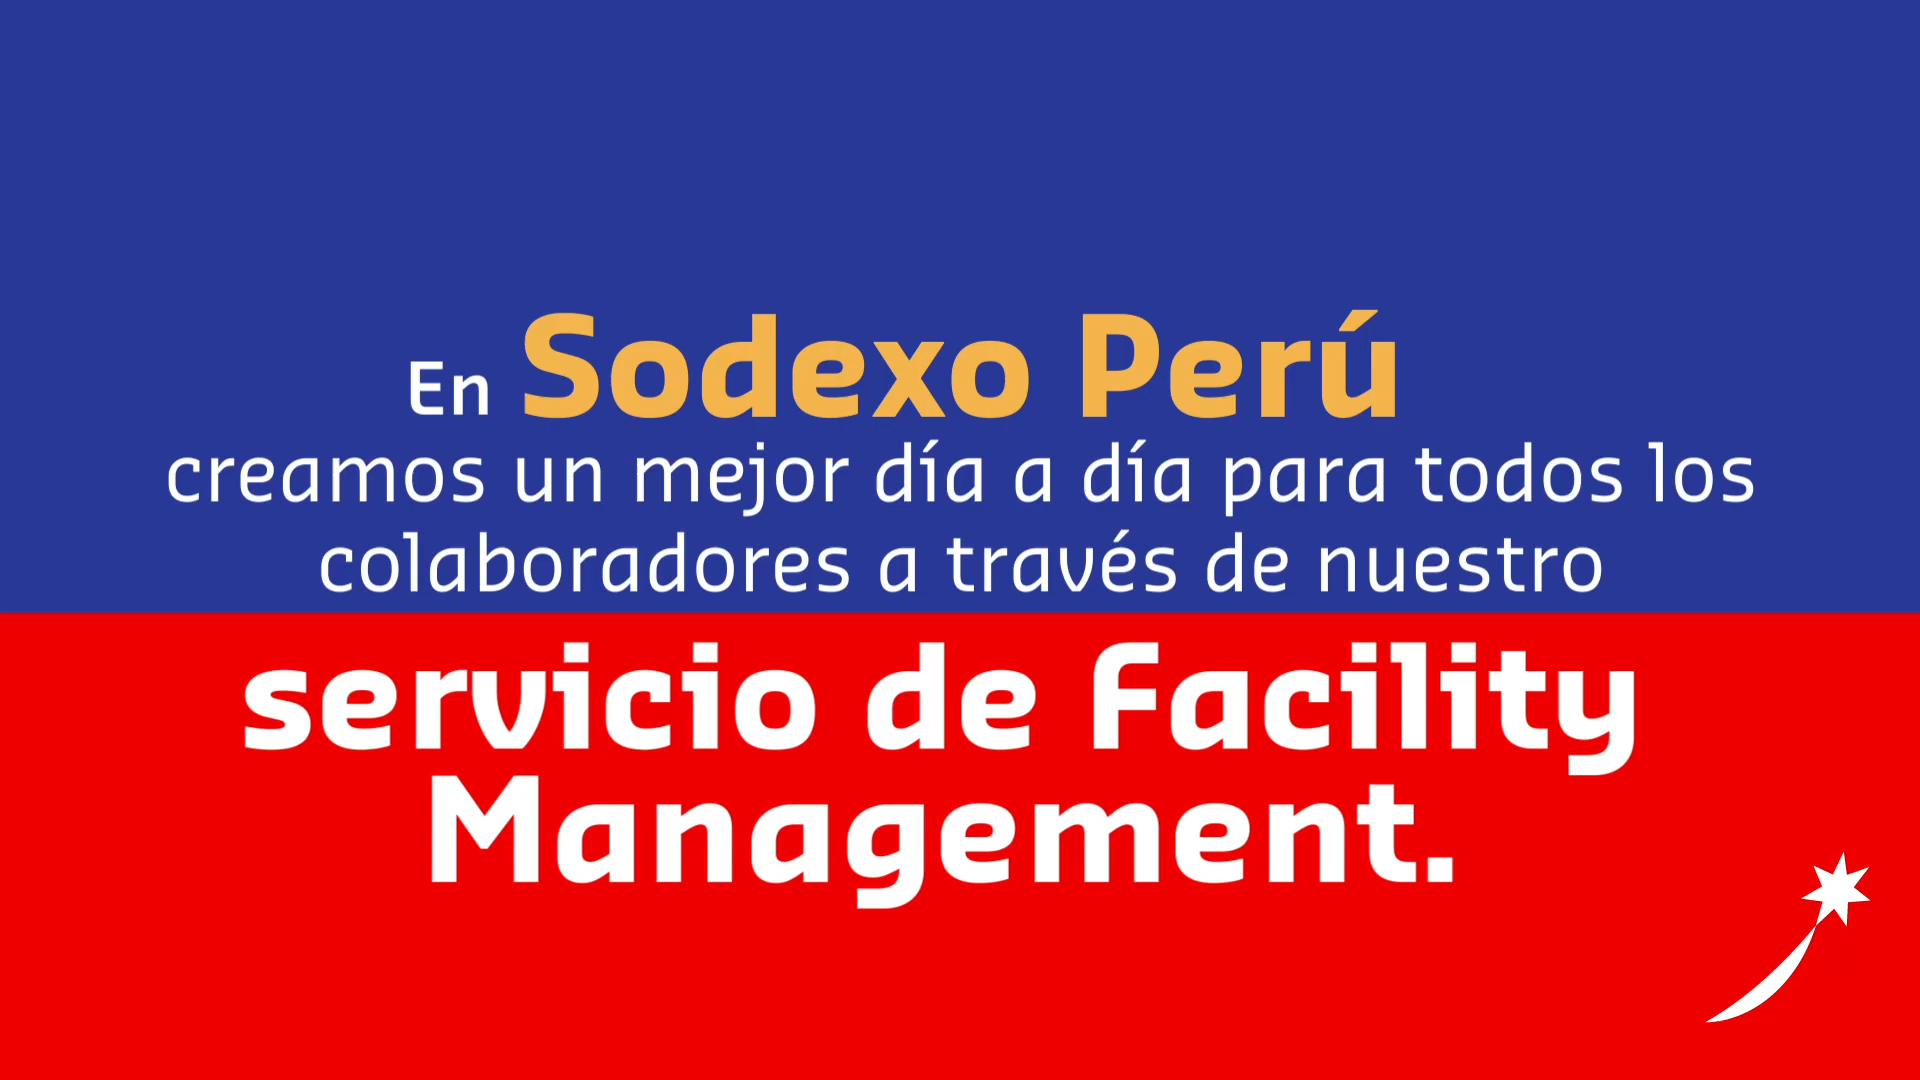 En Sodexo Perú
creamos un mejor día a día para todos los
colaboradores a través de nuestro
servicio de Facility
Management.